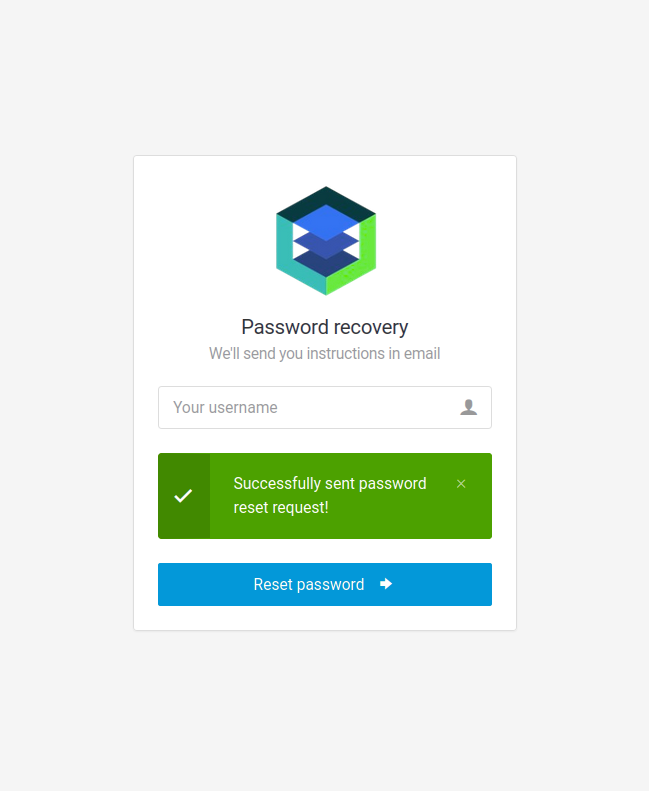 Password recovery
We'll send you instructions in email
Your username
Successfully sent password
reset request!
Reset password